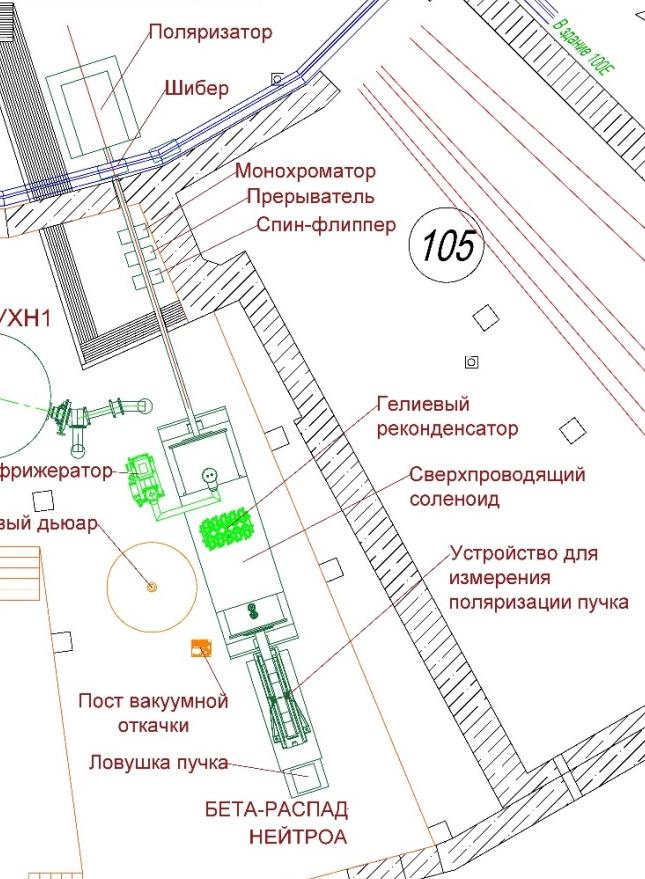 Поляризатор
В здание 100Е
Шибер
Монохроматор
Прерыватель
Спин-флиппер
105
УХН1
Гелиевый
реконденсатор
фрижератор
Сверхпроводящий
соленоид
вый дьюар
Устройство для
измерения
поляризации пучка
Пост вакуумной
откачки
Ловушка пучка
БЕТА-РАСПАД
НЕЙТРОА